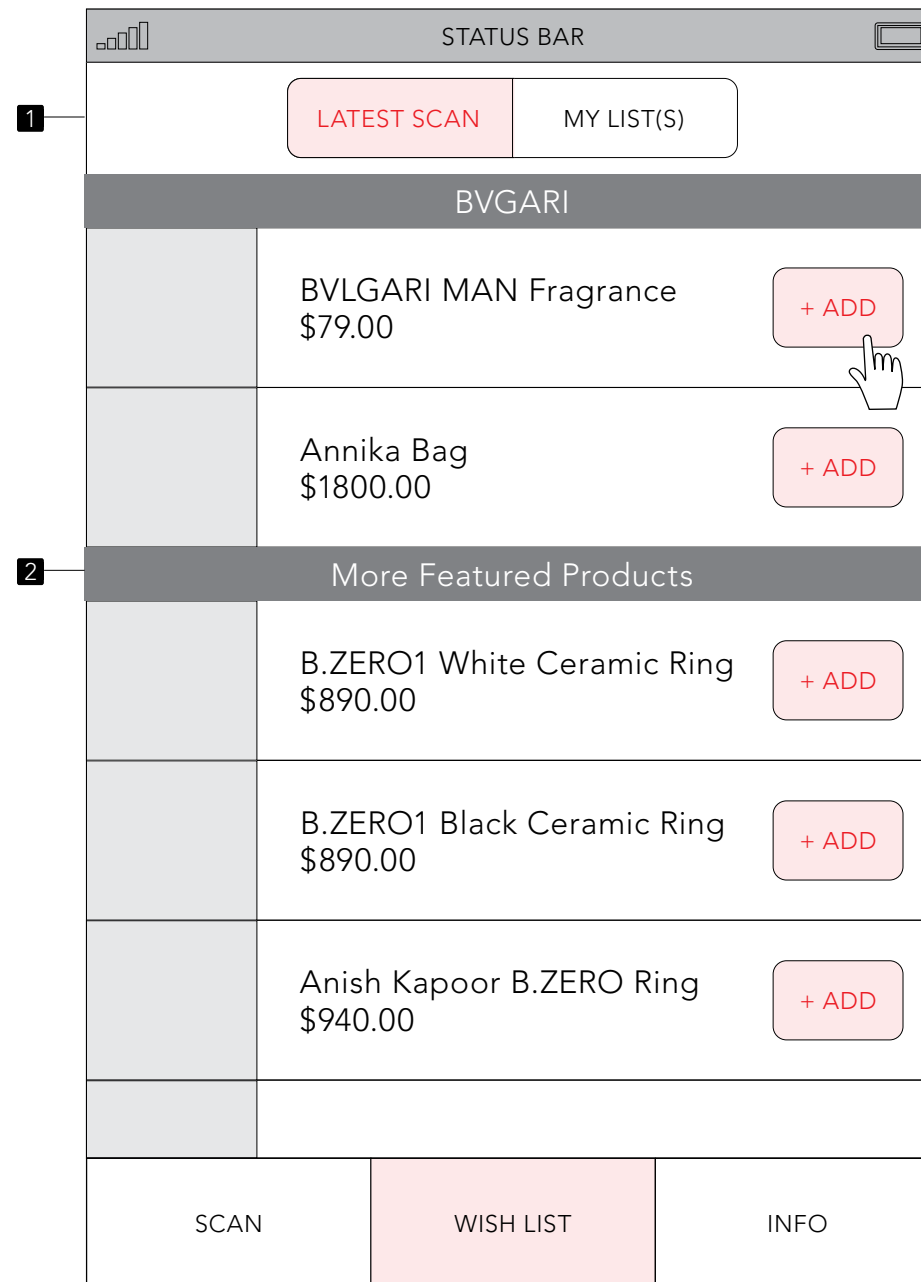 STATUS BAR
1
LATEST SCAN
MY LIST(S)
BVGARI
BVLGARI MAN Fragrance
$79.00
+ ADD
Annika Bag
$1800.00
+ ADD
2
More Featured Products
B.ZERO1 White Ceramic Ring
$890.00
+ ADD
B.ZERO1 Black Ceramic Ring
$890.00
+ ADD
Anish Kapoor B.ZERO Ring
$940.00
+ ADD
SCAN
WISH LIST
INFO